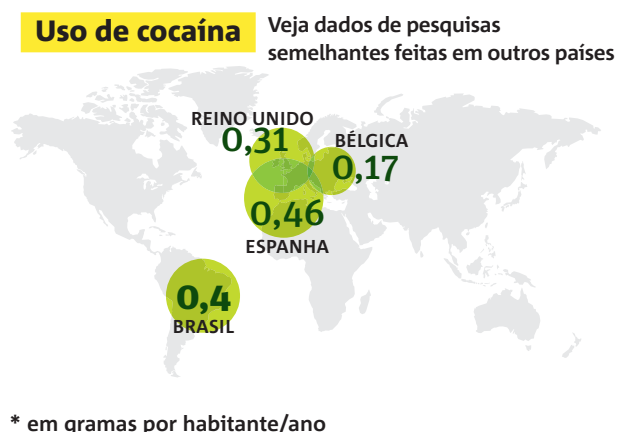 Uso de cocaína
Veja dados de pesquisas
semelhantes feitas em outros países
REINO UNIDO
0,31
BÉLGICA
0,17
0,46
ESPANHA
0,4
BRASIL
* em gramas por habitante/ano